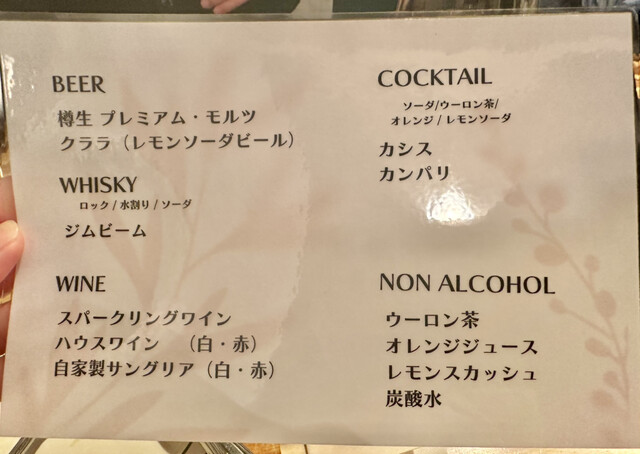 BEER
樽生 プレミアム・モルツ
クララ（レモンソーダビール）
WHISKY
ロック / 水割り / ソーダ
ジムビーム
WINE
スパークリングワイン
ハウスワイン （白・赤）
自家製サングリア（白・赤）
COCKTAIL
ソーダ/ウーロン茶/
オレンジ / レモンソーダ
カシス
カンパリ
NON ALCOHOL
ウーロン茶
オレンジジュース
レモンスカッシュ
炭酸水